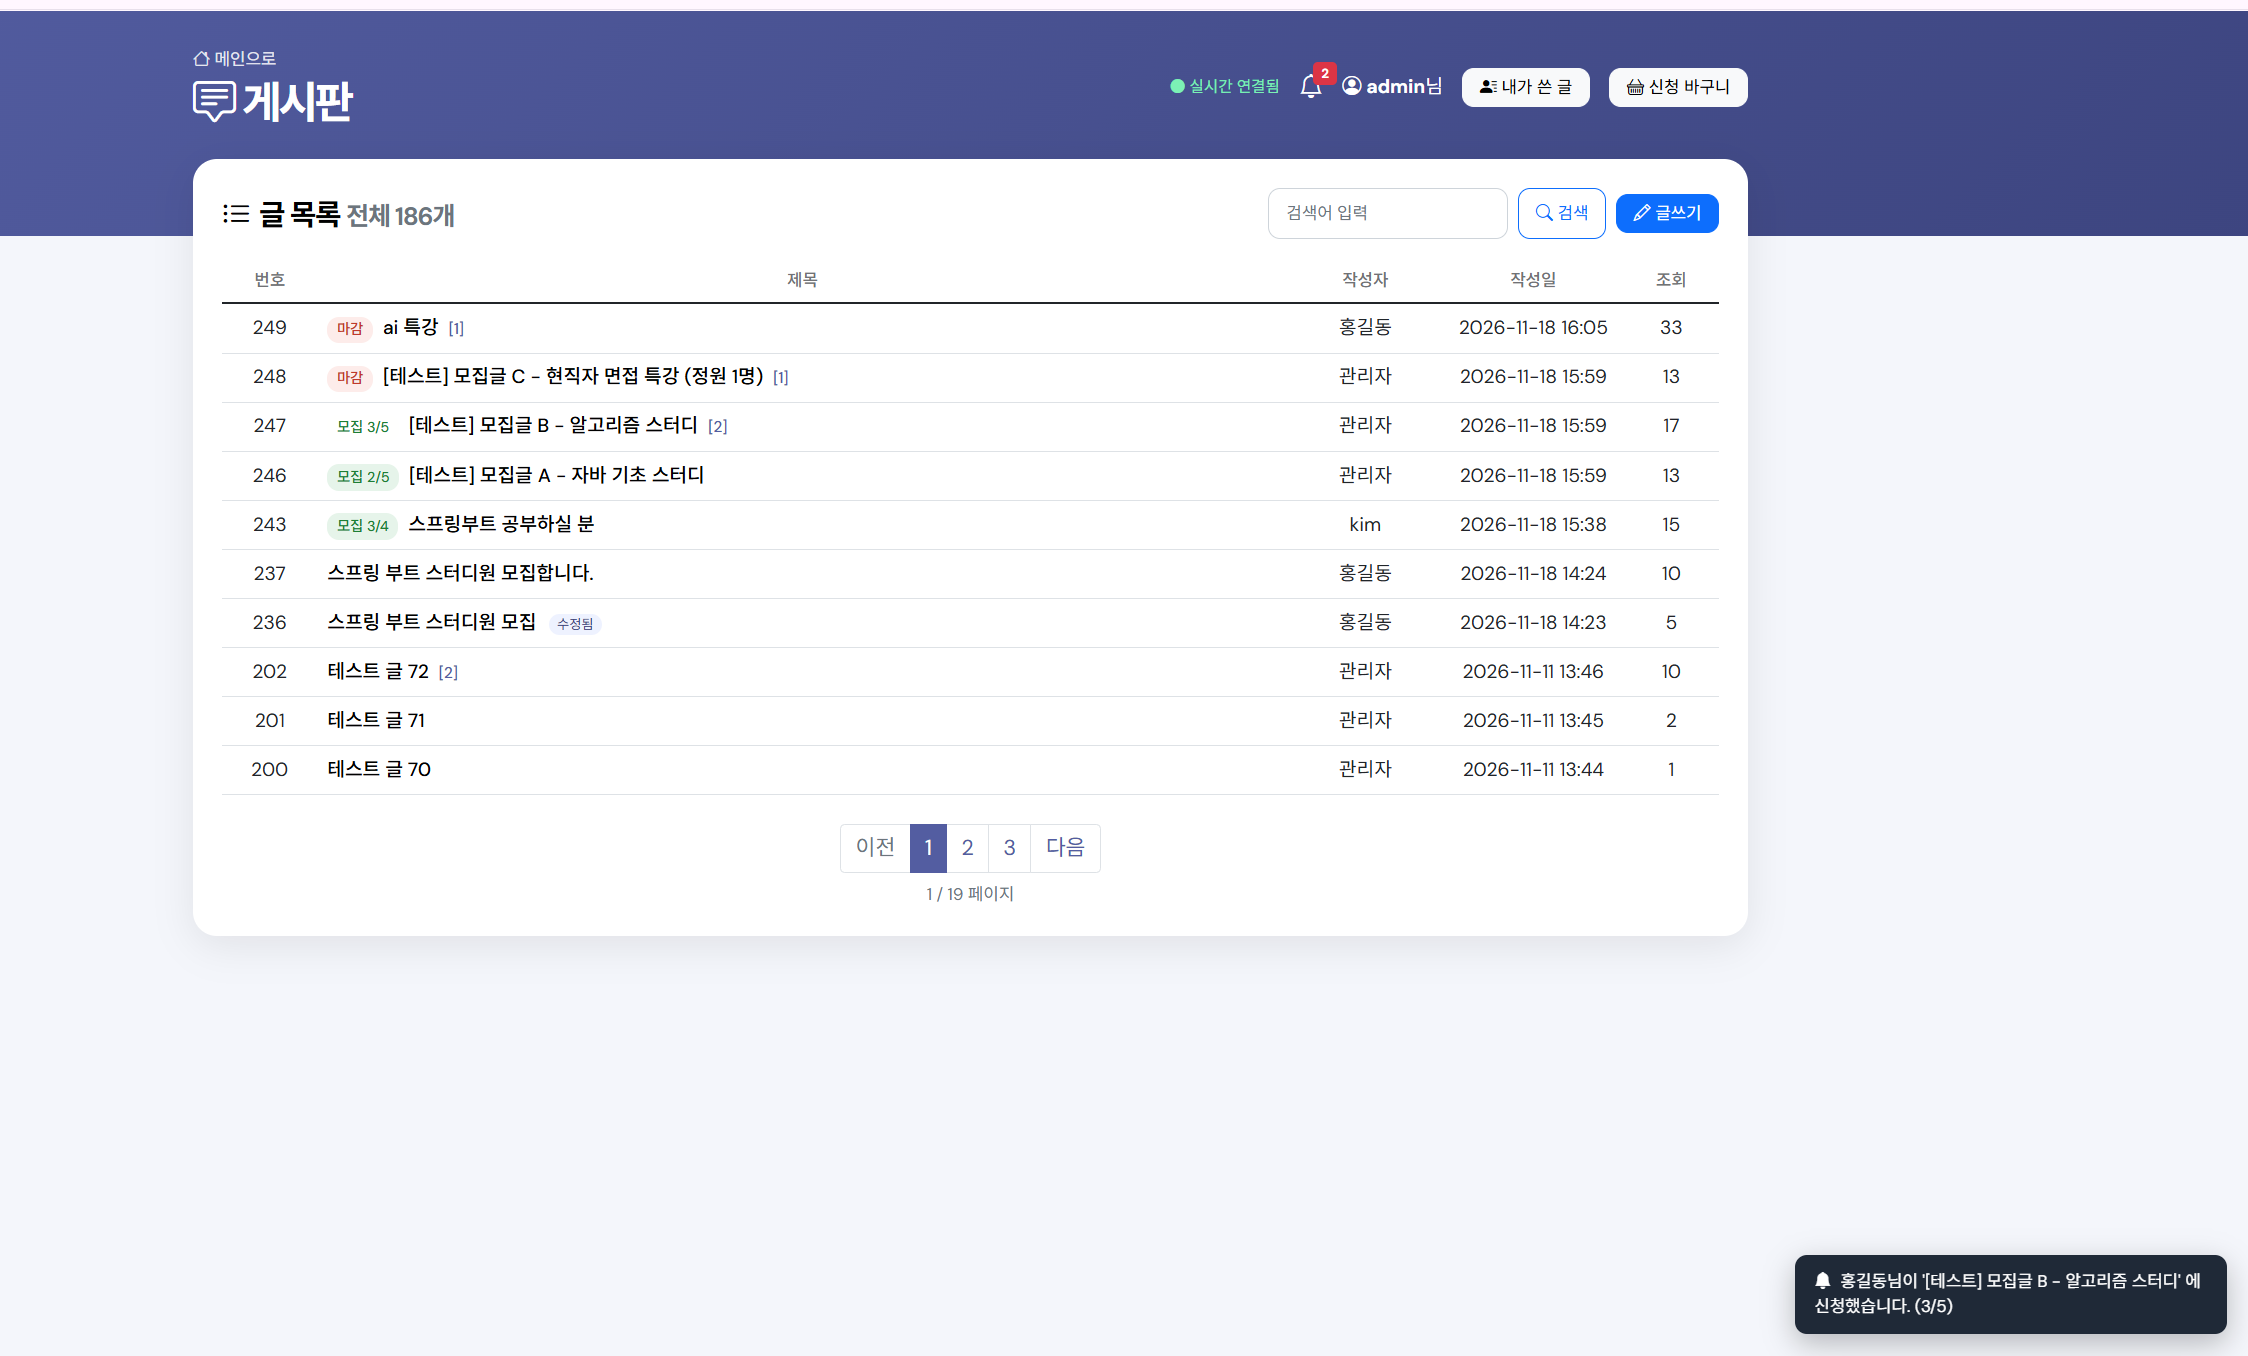 메인으로
게시판
실시간 연결됨
2
admin님
내가 쓴 글
신청 바구니
글 목록 전체 186개
검색어 입력
검색
글쓰기
번호 제목 작성자 작성일 조회
249 마감 ai 특강 [1] 홍길동 2026-11-18 16:05 33
248 마감 [테스트] 모집글 C - 현직자 면접 특강 (정원 1명) [1] 관리자 2026-11-18 15:59 13
247 모집 3/5 [테스트] 모집글 B - 알고리즘 스터디 [2] 관리자 2026-11-18 15:59 17
246 모집 2/5 [테스트] 모집글 A - 자바 기초 스터디 관리자 2026-11-18 15:59 13
243 모집 3/4 스프링부트 공부하실 분 kim 2026-11-18 15:38 15
237 스프링 부트 스터디원 모집합니다. 홍길동 2026-11-18 14:24 10
236 스프링 부트 스터디원 모집 수정됨 홍길동 2026-11-18 14:23 5
202 테스트 글 72 [2] 관리자 2026-11-11 13:46 10
201 테스트 글 71 관리자 2026-11-11 13:45 2
200 테스트 글 70 관리자 2026-11-11 13:44 1
이전 1 2 3 다음
1 / 19 페이지
홍길동님이 '[테스트] 모집글 B - 알고리즘 스터디' 에
신청했습니다. (3/5)